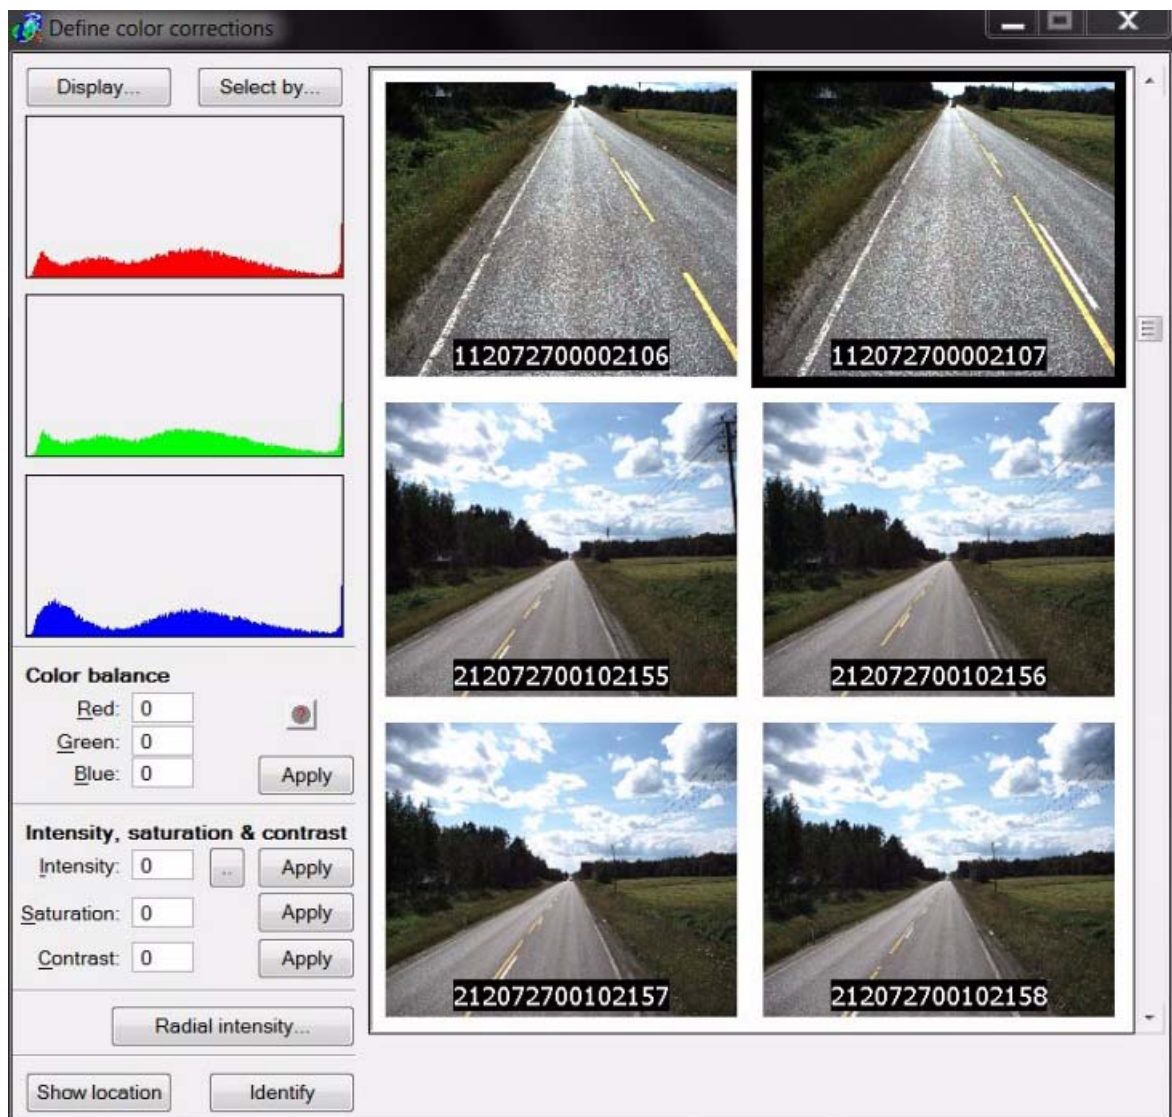 Define color corrections
Display... Select by...
112072700002106 112072700002107
212072700102155 212072700102156
212072700102157 212072700102158
Color balance
Red: 0
Green: 0
Blue: 0 Apply
Intensity, saturation & contrast
Intensity: 0 .. Apply
Saturation: 0 Apply
Contrast: 0 Apply
Radial intensity...
Show location Identify